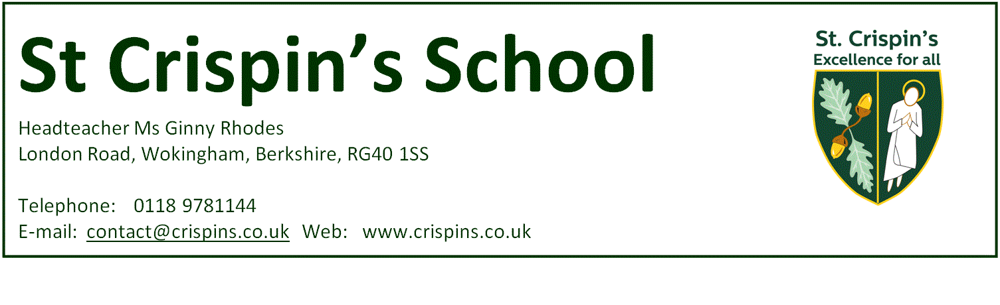 St Crispin’s School
Headteacher Ms Ginny Rhodes
London Road, Wokingham, Berkshire, RG40 1SS
Telephone: 0118 9781144
E-mail: contact@crispins.co.uk Web: www.crispins.co.uk
St. Crispin’s
Excellence for all